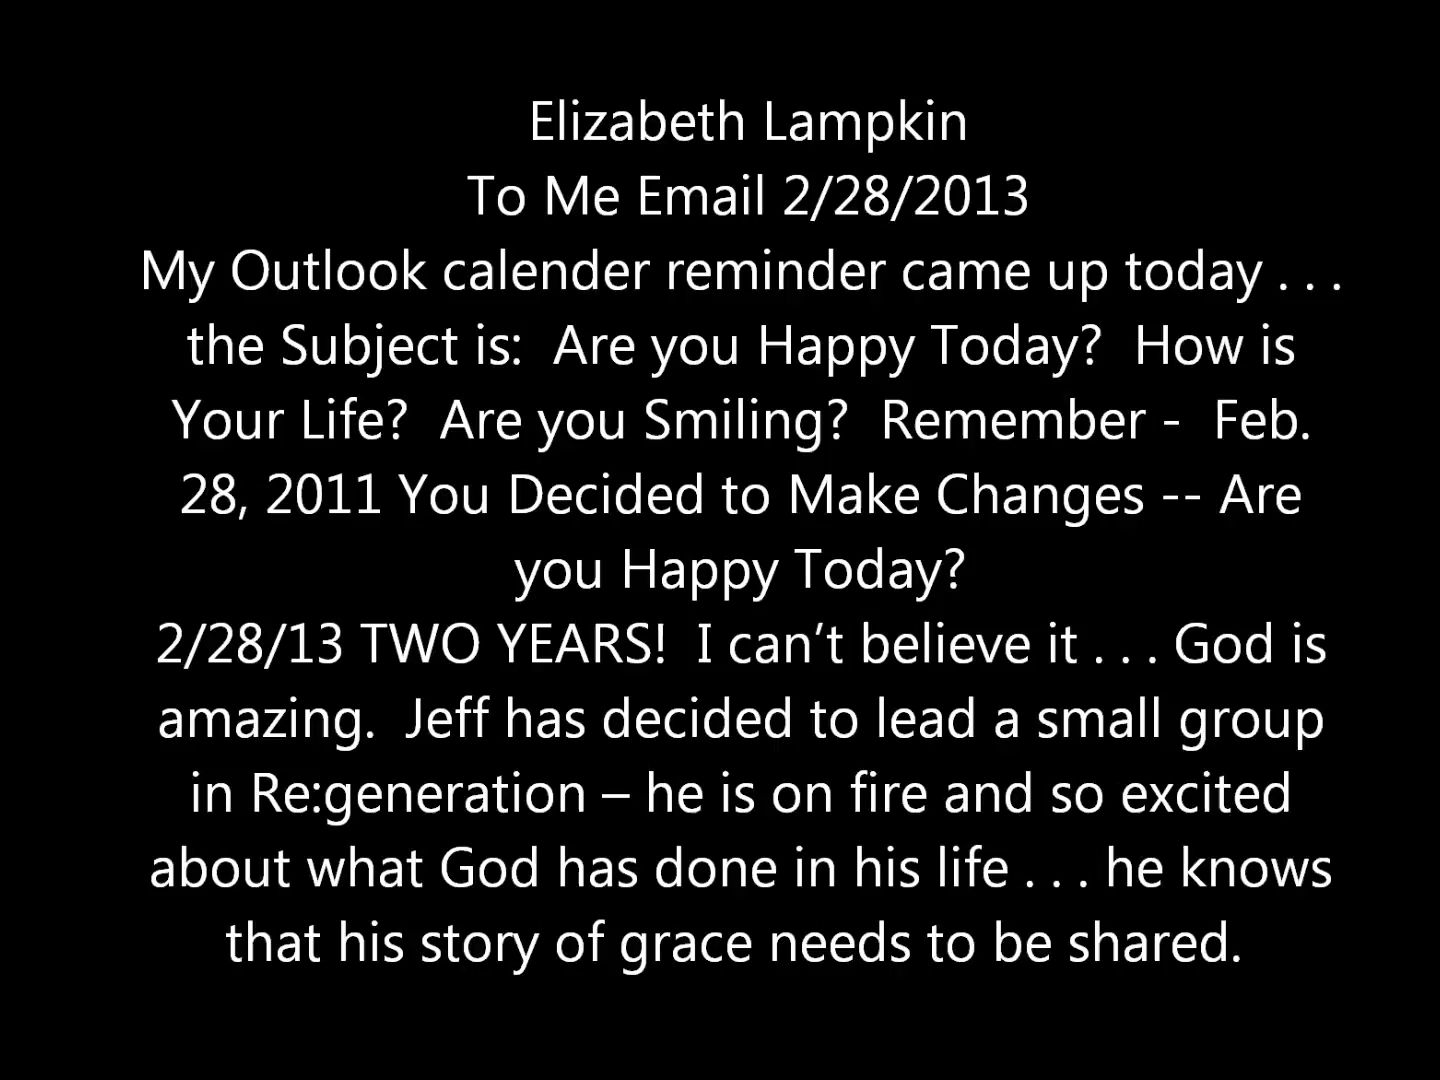 Elizabeth Lampkin
To Me Email 2/28/2013
My Outlook calender reminder came up today . . .
the Subject is:  Are you Happy Today?  How is
Your Life?  Are you Smiling?  Remember -  Feb.
28, 2011 You Decided to Make Changes -- Are
you Happy Today?
2/28/13 TWO YEARS!  I can’t believe it . . . God is
amazing.  Jeff has decided to lead a small group
in Re:generation – he is on fire and so excited
about what God has done in his life . . . he knows
that his story of grace needs to be shared.